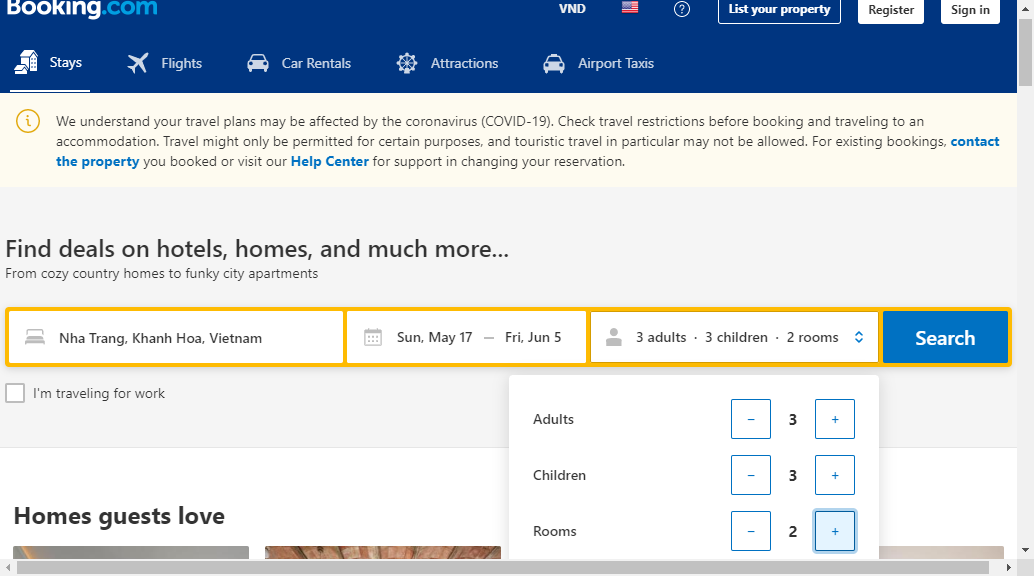 Booking.com
VND
?
List your property
Register
Sign in
Stays
Flights
Car Rentals
Attractions
Airport Taxis
We understand your travel plans may be affected by the coronavirus (COVID-19). Check travel restrictions before booking and traveling to an
accommodation. Travel might only be permitted for certain purposes, and touristic travel in particular may not be allowed. For existing bookings, contact
the property you booked or visit our Help Center for support in changing your reservation.
Find deals on hotels, homes, and much more...
From cozy country homes to funky city apartments
Nha Trang, Khanh Hoa, Vietnam
Sun, May 17 — Fri, Jun 5
3 adults · 3 children · 2 rooms
Search
I'm traveling for work
Adults − 3 +
Children − 3 +
Rooms − 2 +
Homes guests love